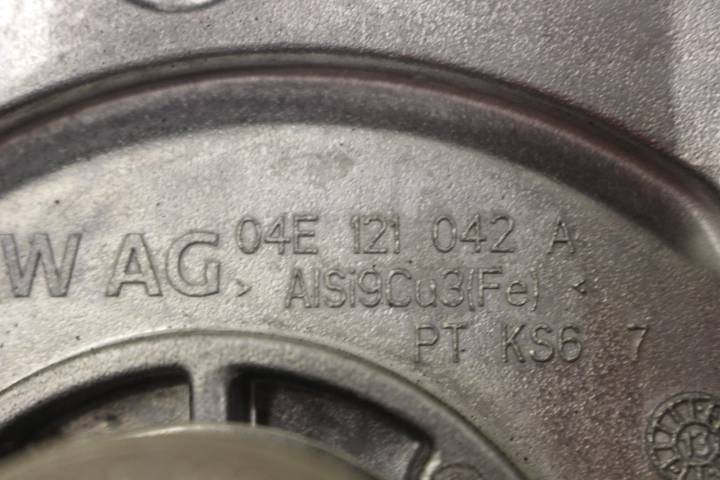 W AG 04E 121 042 A
> AlSi9Cu3(Fe) <
PT KS6 7